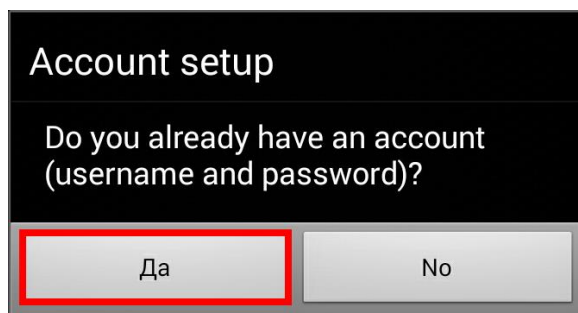 Account setup
Do you already have an account
(username and password)?
Да
No